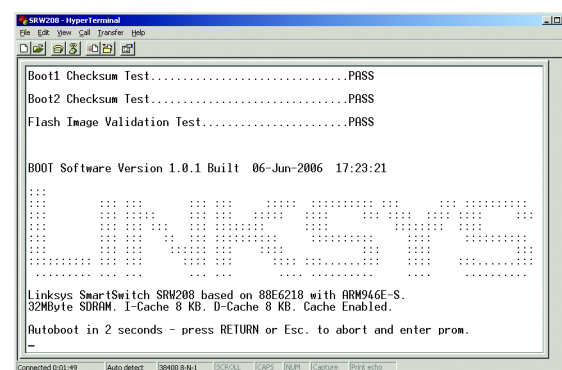 SRW208 - HyperTerminal
File Edit View Call Transfer Help
Boot1 Checksum Test.................................PASS
Boot2 Checksum Test.................................PASS
Flash Image Validation Test........................PASS
BOOT Software Version 1.0.1 Built 06-Jun-2006 17:23:21
LINKSYS
Linksys SmartSwitch SRW208 based on 88E6218 with ARM946E-S.
32MByte SDRAM. I-Cache 8 KB. D-Cache 8 KB. Cache Enabled.
Autoboot in 2 seconds - press RETURN or Esc. to abort and enter prom.
Connected 0:01:49 Auto detect 38400 8-N-1 SCROLL CAPS NUM Capture Print echo